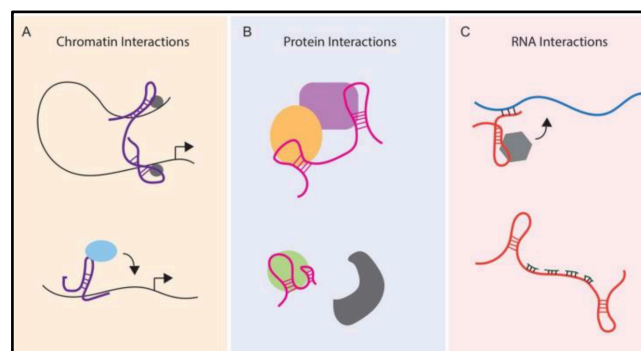 A
Chromatin Interactions
B
Protein Interactions
C
RNA Interactions